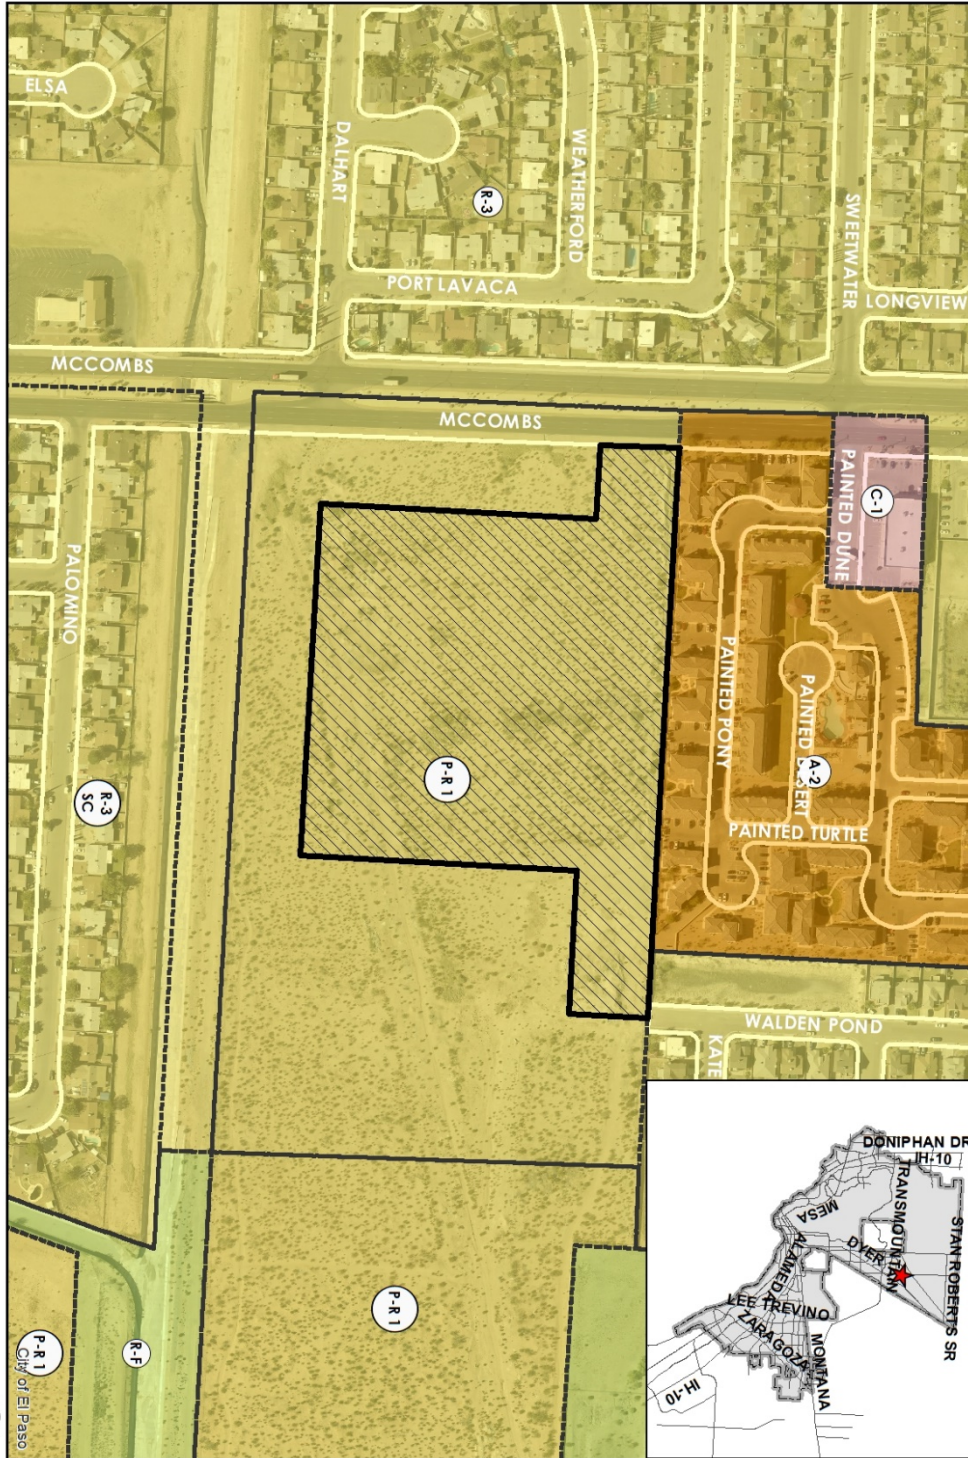 ELSA
DALHART
WEATHERFORD
R-3
SWEETWATER
LONGVIEW
PORT LAVACA
MCCOMBS
MCCOMBS
PAINTED DUNE
C-1
PALOMINO
PAINTED PONY
PAINTED DESERT
A-2
PAINTED TURTLE
P-R 1
R-3
SC
WALDEN POND
KATE
DONIPHAN DR
IH-10
TRANSMOUNTAIN
STAN ROBERTS SR
MESA
DYER
ALAMEDA
LEE TREVINO
ZARAGOZA
MONTANA
IH-10
P-R 1
R-F
P-R 1
City of El Paso